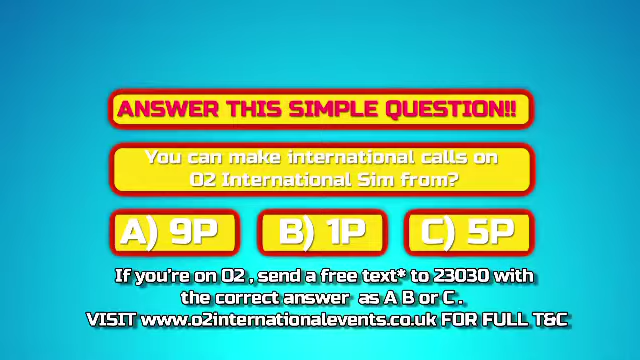 ANSWER THIS SIMPLE QUESTION!!
You can make international calls on
O2 International Sim from?
A) 9P B) 1P C) 5P
If you're on O2 , send a free text* to 23030 with
the correct answer as A B or C .
VISIT www.o2internationalevents.co.uk FOR FULL T&C